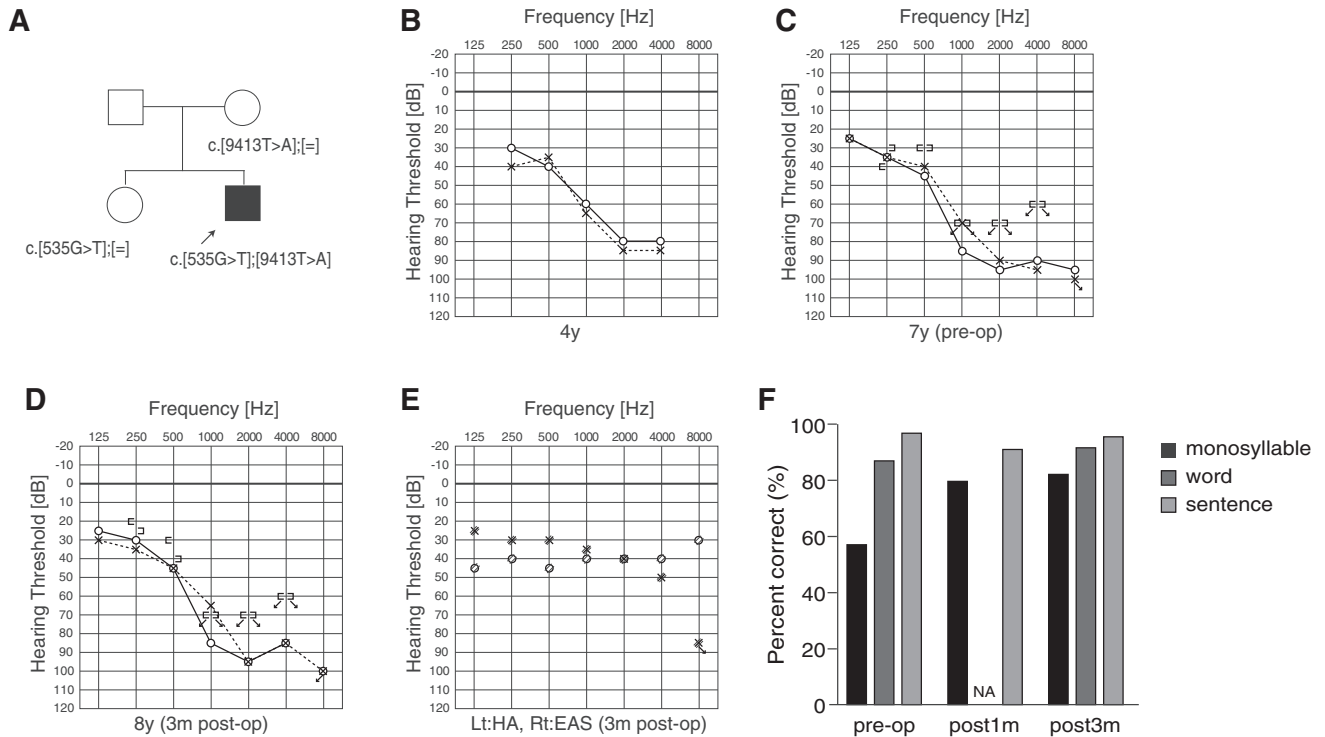 A
c.[9413T>A];[=]
c.[535G>T];[=]
c.[535G>T];[9413T>A]
B
Frequency [Hz]
125 250 500 1000 2000 4000 8000
Hearing Threshold [dB]
-20
-10
0
10
20
30
40
50
60
70
80
90
100
110
120
4y
C
Frequency [Hz]
125 250 500 1000 2000 4000 8000
Hearing Threshold [dB]
-20
-10
0
10
20
30
40
50
60
70
80
90
100
110
120
7y (pre-op)
D
Frequency [Hz]
125 250 500 1000 2000 4000 8000
Hearing Threshold [dB]
-20
-10
0
10
20
30
40
50
60
70
80
90
100
110
120
8y (3m post-op)
E
Frequency [Hz]
125 250 500 1000 2000 4000 8000
Hearing Threshold [dB]
-20
-10
0
10
20
30
40
50
60
70
80
90
100
110
120
Lt:HA, Rt:EAS (3m post-op)
F
Percent correct (%)
100
80
60
40
20
0
NA
pre-op post1m post3m
monosyllable
word
sentence